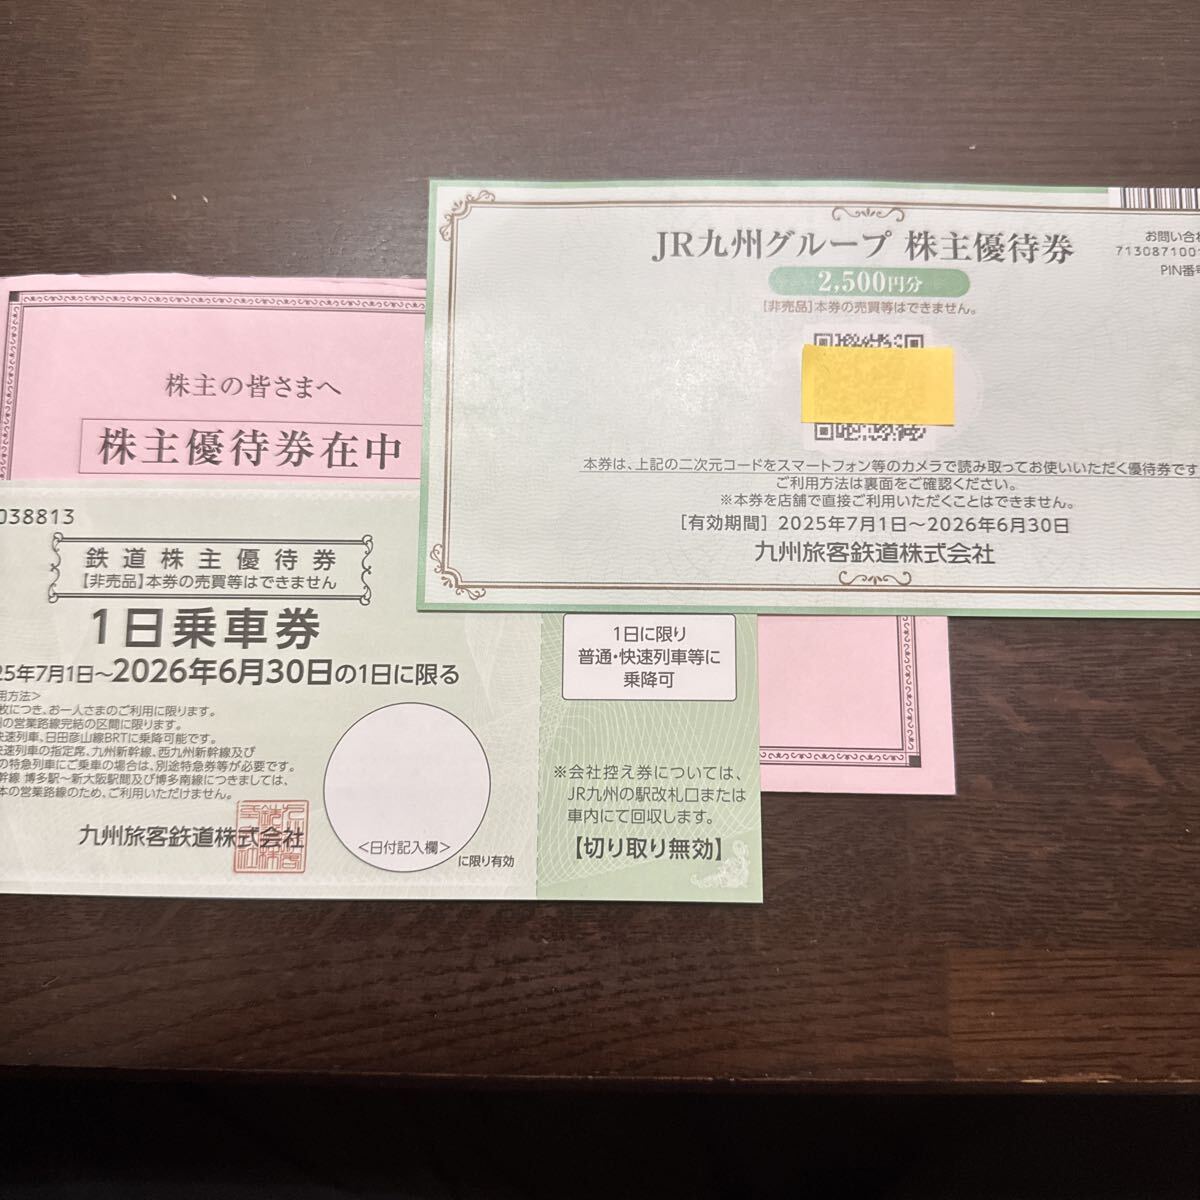 JR九州グループ 株主優待券
2,500円分
【非売品】本券の売買等はできません。
お問い合わ
713087100
PIN番号
本券は、上記の二次元コードをスマートフォン等のカメラで読み取ってお使いいただく優待券です
ご利用方法は裏面をご確認ください。
※本券を店舗で直接ご利用いただくことはできません。
［有効期間］ 2025年7月1日～2026年6月30日
九州旅客鉄道株式会社
株主の皆さまへ
株主優待券在中
038813
鉄道株主優待券
【非売品】本券の売買等はできません
1日乗車券
25年7月1日～2026年6月30日の1日に限る
用方法＞
枚につき、お一人さまのご利用に限ります。
の営業路線完結の区間に限ります。
快速列車、日田彦山線BRTに乗降可能です。
快速列車の指定席、九州新幹線、西九州新幹線及び
の特急列車にご乗車の場合は、別途特急券等が必要です。
幹線 博多駅～新大阪駅間及び博多南線につきましては、
本の営業路線のため、ご利用いただけません。
九州旅客鉄道株式会社
＜日付記入欄＞
に限り有効
1日に限り
普通・快速列車等に
乗降可
※会社控え券については、
JR九州の駅改札口または
車内にて回収します。
【切り取り無効】